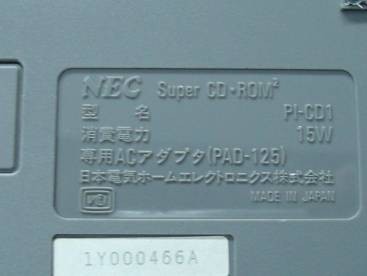 NEC Super CD•ROM²
型名 PI-CD1
消費電力 15W
専用ACアダプタ(PAD-125)
日本電気ホームエレクトロニクス株式会社
MADE IN JAPAN
1Y000466A